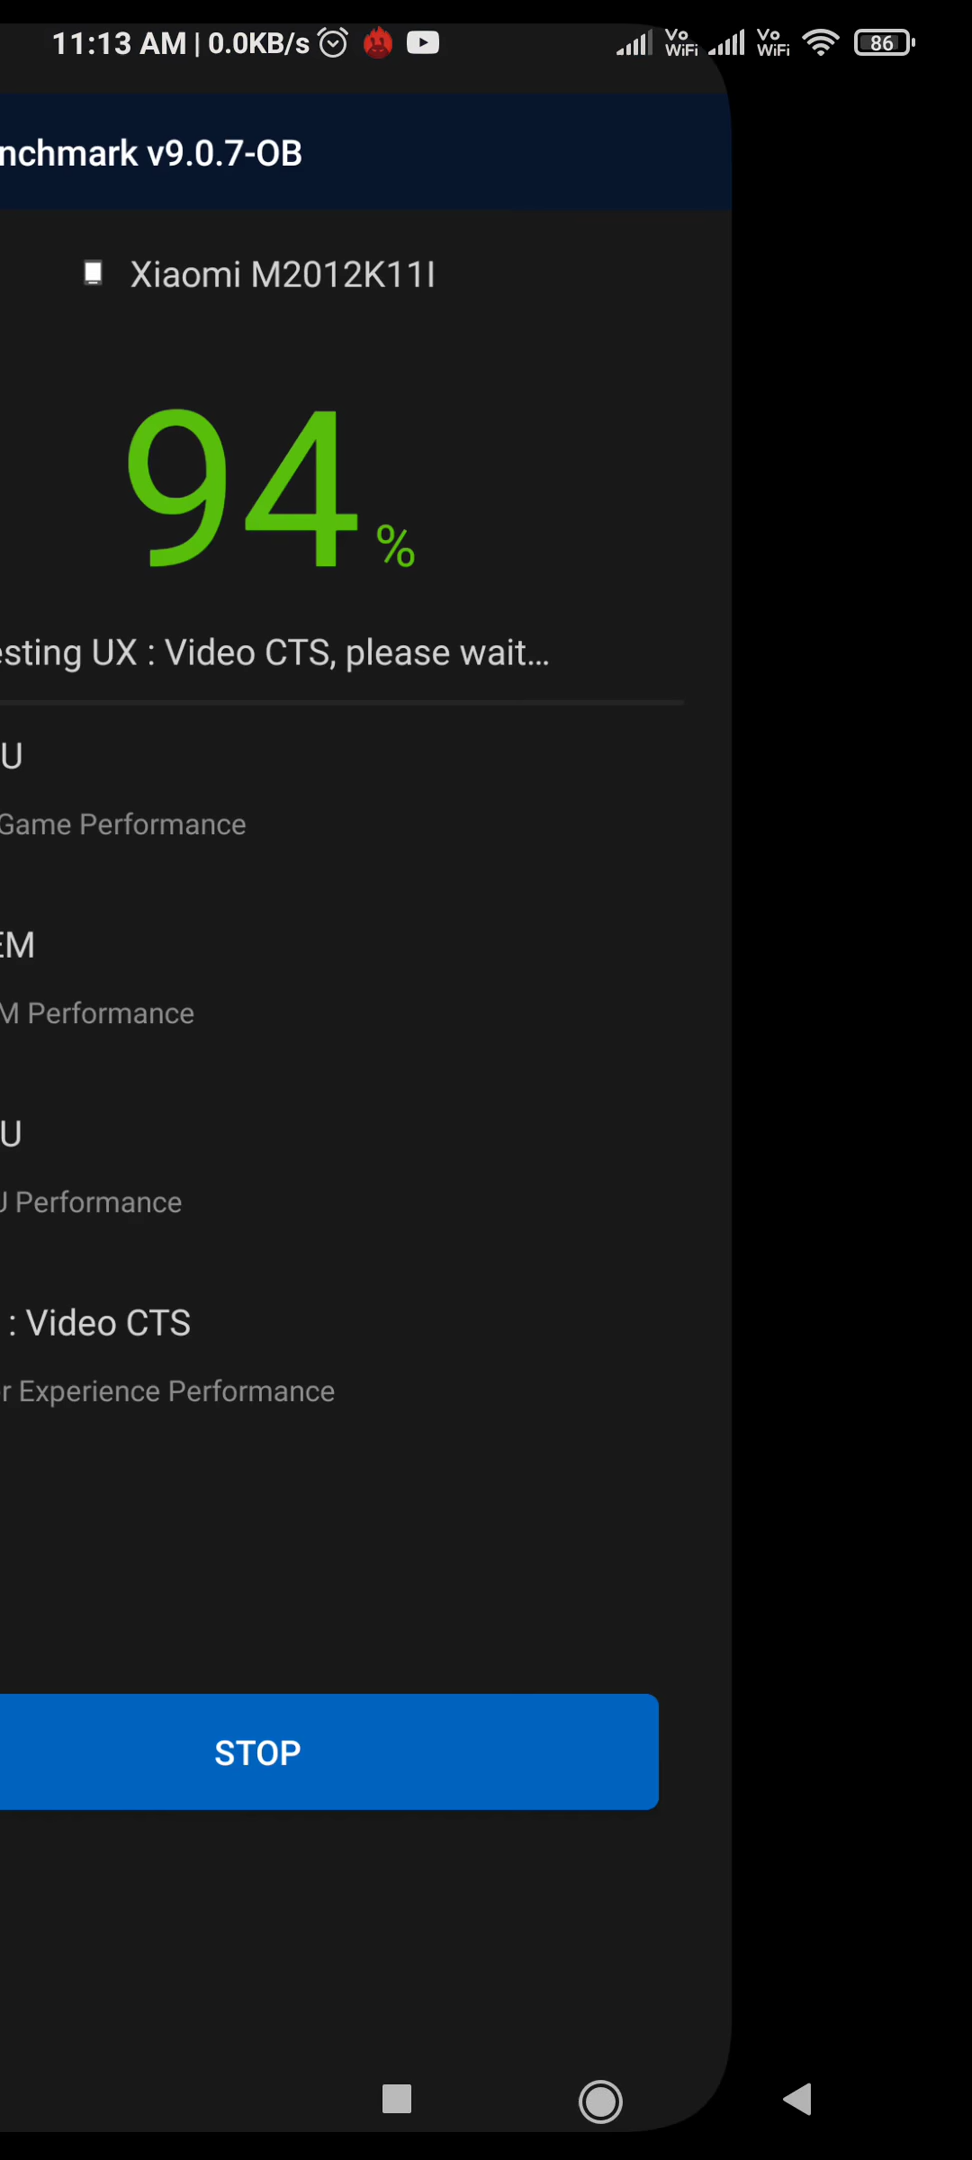 11:13 AM | 0.0KB/s Vo WiFi Vo WiFi 86
nchmark v9.0.7-OB
Xiaomi M2012K11I
94 %
esting UX : Video CTS, please wait...
U
Game Performance
EM
M Performance
U
U Performance
: Video CTS
er Experience Performance
STOP